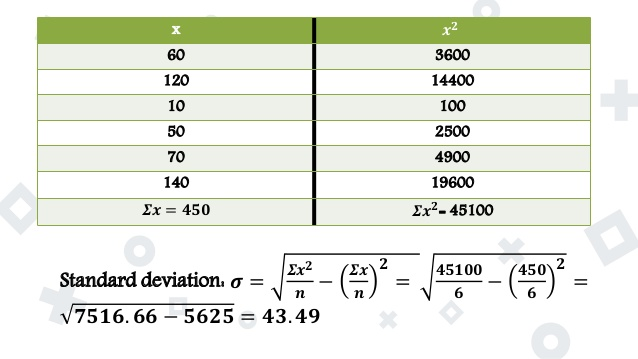 x x²
60 3600
120 14400
10 100
50 2500
70 4900
140 19600
Σx = 450 Σx²= 45100
Standard deviation: σ = √(Σx²/n − (Σx/n)²) = √(45100/6 − (450/6)²) =
√(7516.66 − 5625) = 43.49